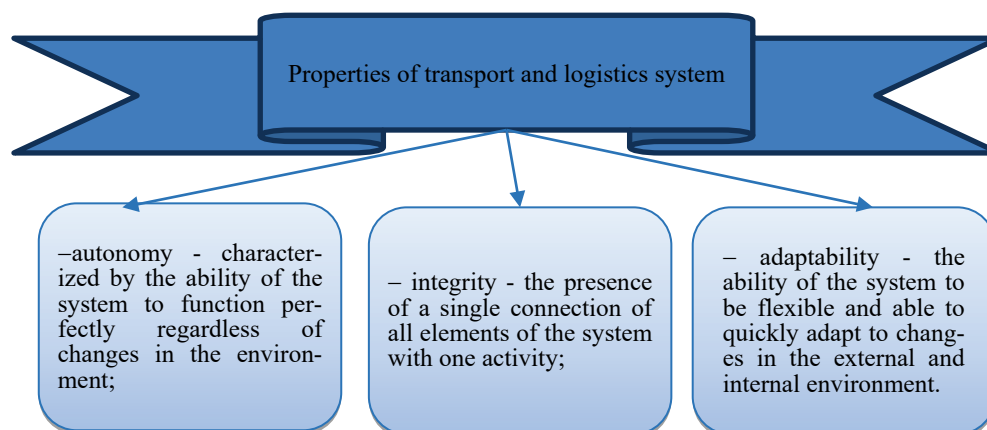 Properties of transport and logistics system
–autonomy - character-
ized by the ability of the
system to function per-
fectly regardless of
changes in the environ-
ment;
– integrity - the presence
of a single connection of
all elements of the system
with one activity;
– adaptability - the
ability of the system to
be flexible and able to
quickly adapt to chang-
es in the external and
internal environment.